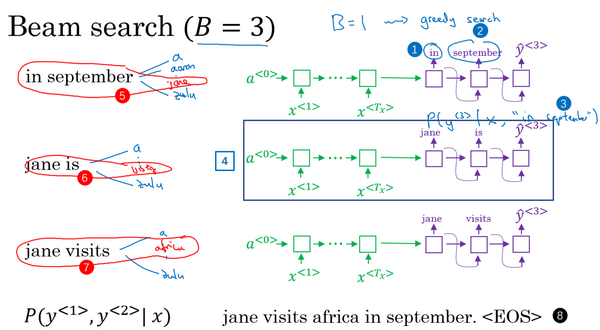 Beam search (B = 3)
B=1 → greedy search
2
1 in september ŷ<3>
a
aaron
in september
jane
zulu
5
a<0>
x<1> x<Tx>
3
P(y<3>|x, "in september")
4
jane is ŷ<3>
a
jane is
visits
zulu
6
a<0>
x<1> x<Tx>
jane visits ŷ<3>
a
jane visits
africa
zulu
7
a<0>
x<1> x<Tx>
P(y<1>, y<2>| x)
jane visits africa in september. <EOS> 8